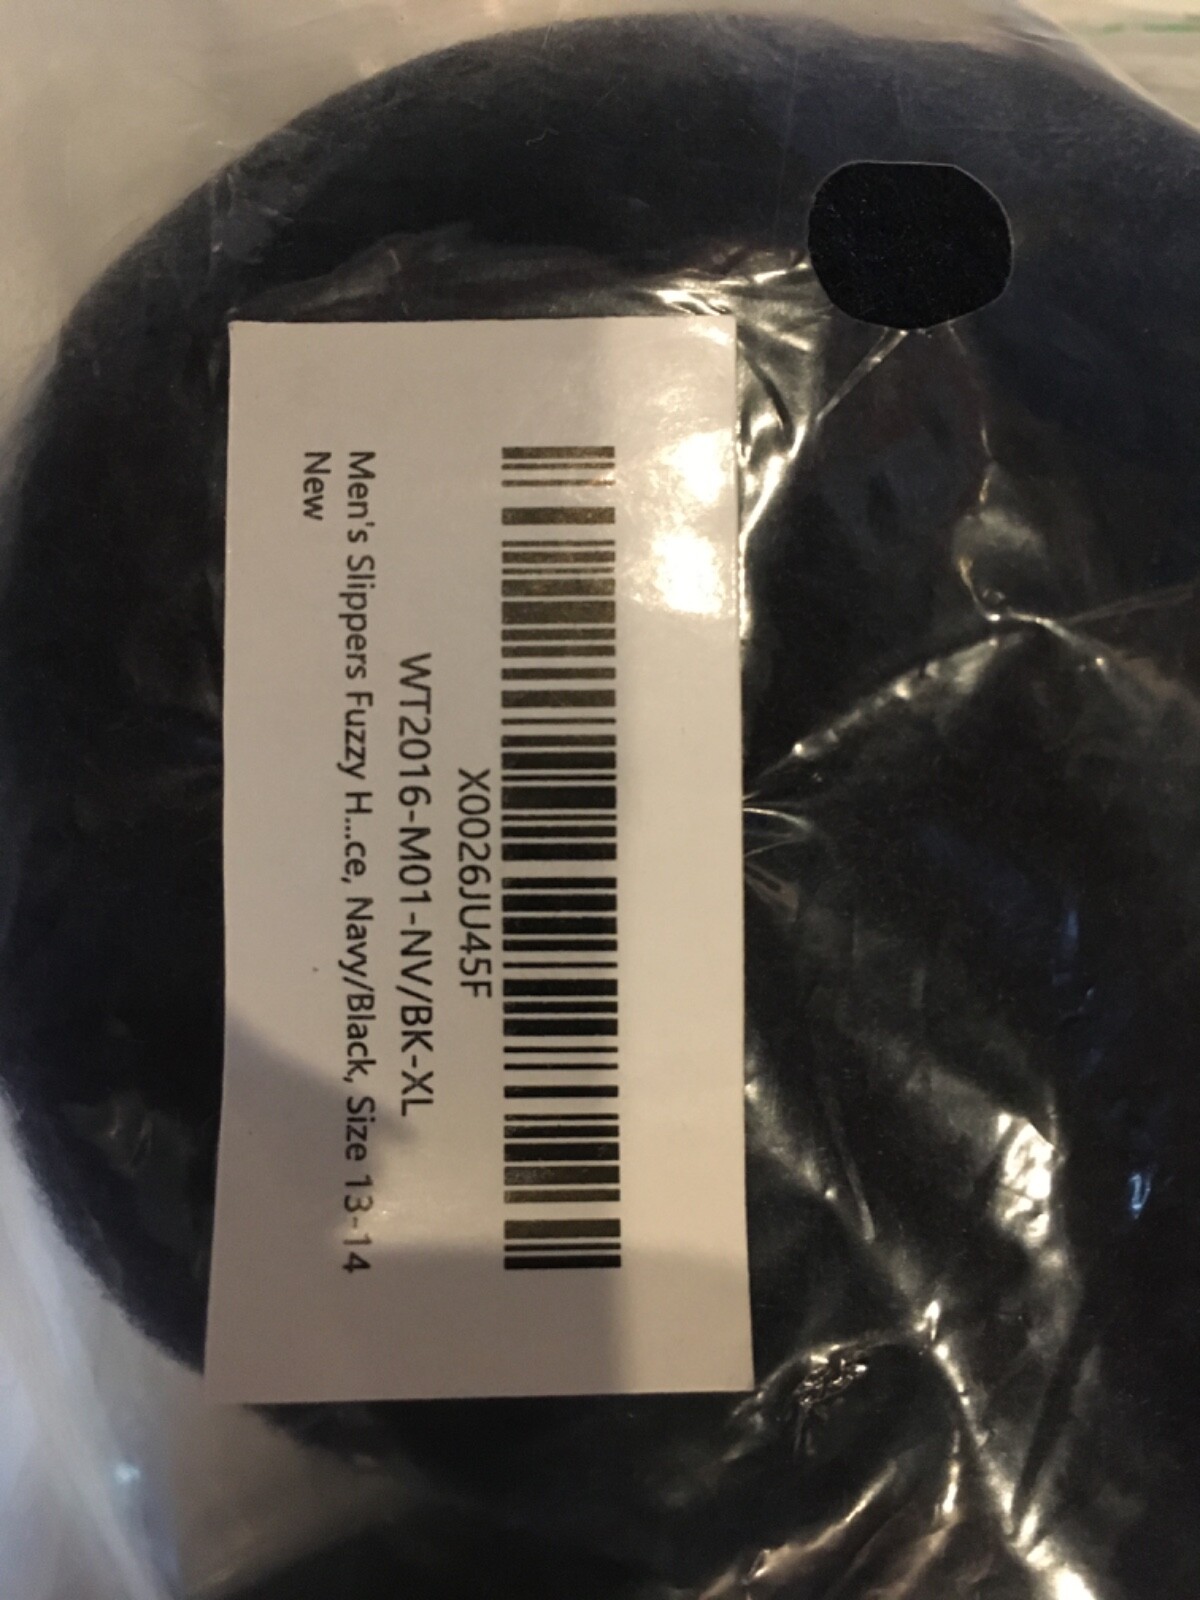 X0026JU45F
WT2016-M01-NV/BK-XL
Men's Slippers Fuzzy H...ce, Navy/Black, Size 13-14
New